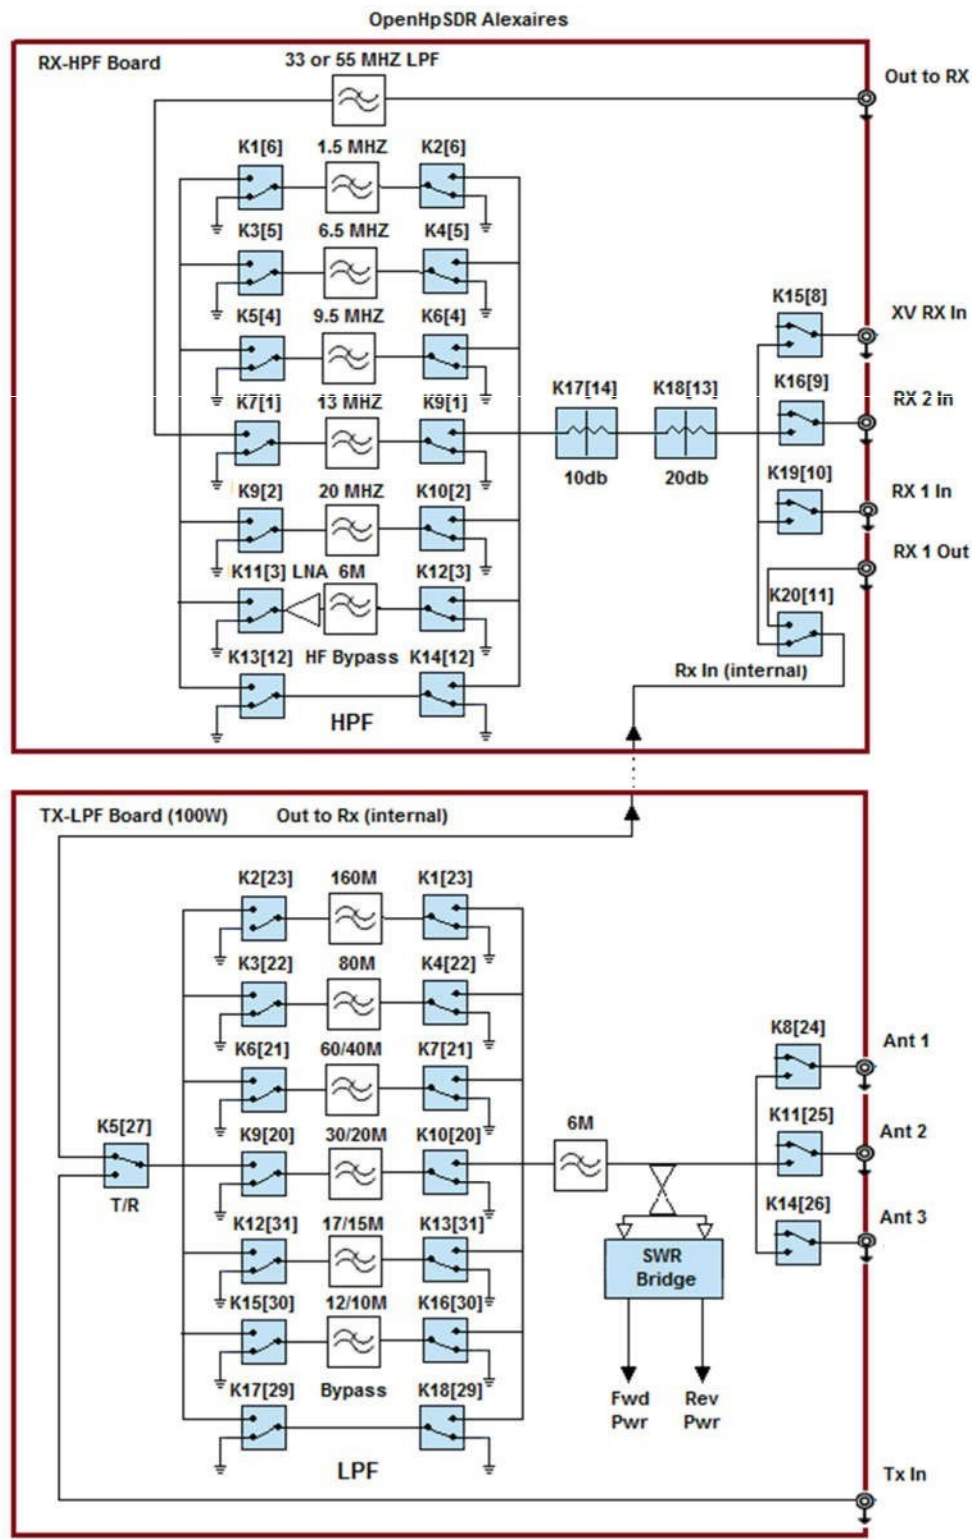 OpenHpSDR Alexaires
RX-HPF Board
33 or 55 MHZ LPF
Out to RX
K1[6] 1.5 MHZ K2[6]
K3[5] 6.5 MHZ K4[5]
K5[4] 9.5 MHZ K6[4]
K15[8]
XV RX In
K7[1] 13 MHZ K9[1]
K17[14] K18[13]
K16[9]
RX 2 In
10db 20db
K9[2] 20 MHZ K10[2]
K19[10]
RX 1 In
RX 1 Out
K11[3] LNA 6M K12[3]
K20[11]
K13[12] HF Bypass K14[12]
Rx In (internal)
HPF
TX-LPF Board (100W)
Out to Rx (internal)
K2[23] 160M K1[23]
K3[22] 80M K4[22]
K6[21] 60/40M K7[21]
K8[24]
Ant 1
K5[27]
T/R
K9[20] 30/20M K10[20]
6M
K11[25]
Ant 2
K12[31] 17/15M K13[31]
K14[26]
Ant 3
SWR
Bridge
K15[30] 12/10M K16[30]
K17[29] Bypass K18[29]
Fwd
Pwr
Rev
Pwr
LPF
Tx In